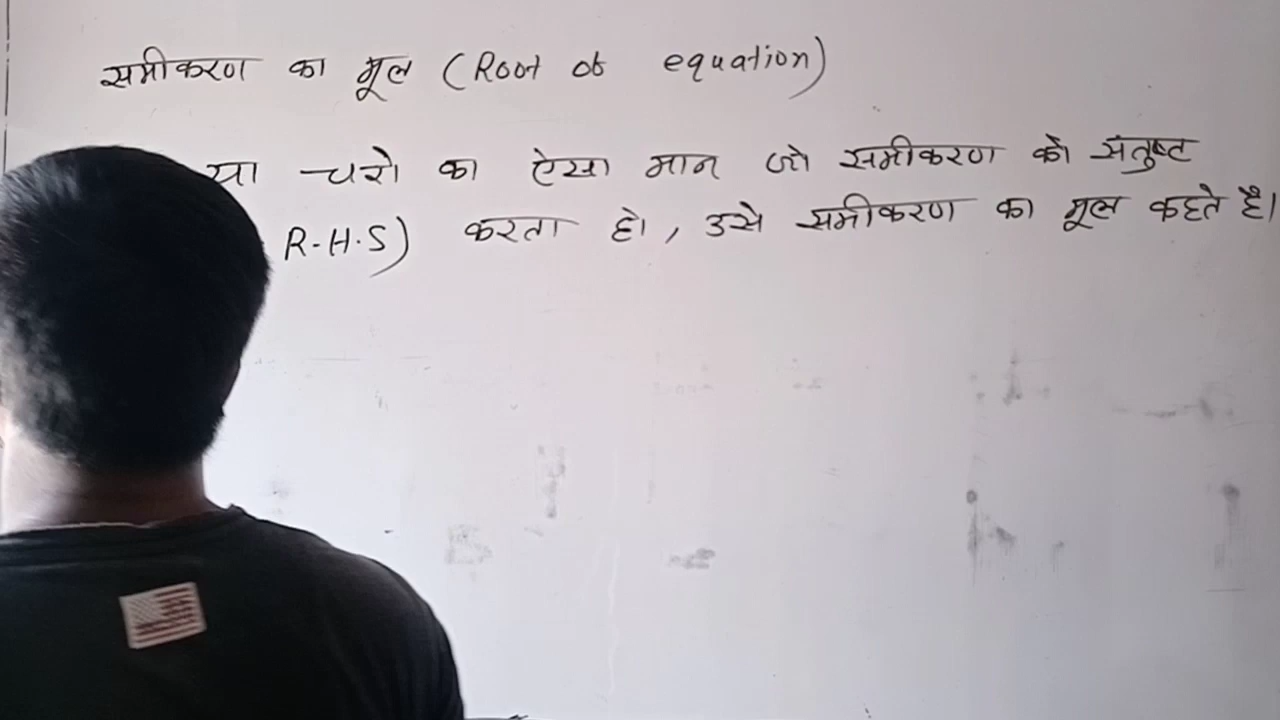 समीकरण का मूल (Root of equation)
या चरो का ऐसा मान जो समीकरण को संतुष्ट
R.H.S) करता हो, उसे समीकरण का मूल कहते है।